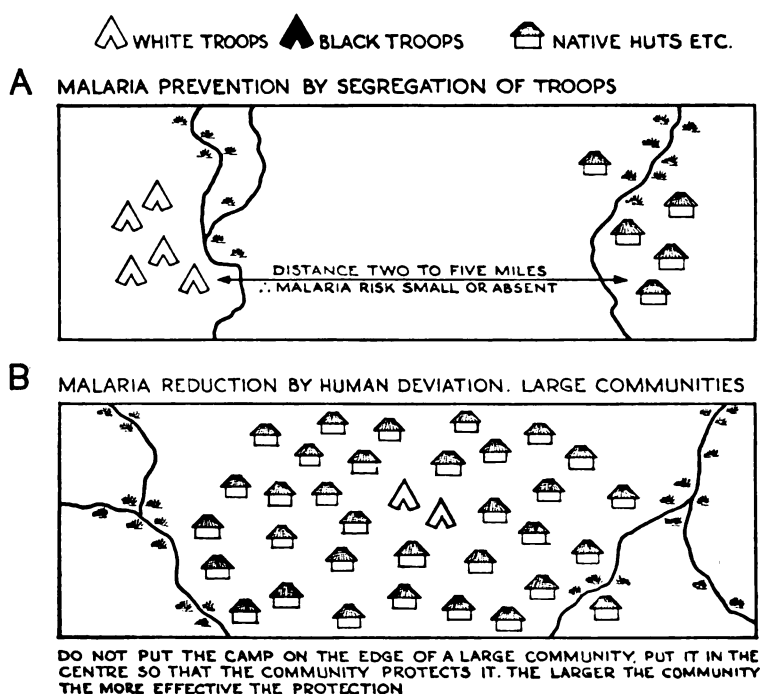 WHITE TROOPS BLACK TROOPS NATIVE HUTS ETC.
A MALARIA PREVENTION BY SEGREGATION OF TROOPS
DISTANCE TWO TO FIVE MILES
∴ MALARIA RISK SMALL OR ABSENT
B MALARIA REDUCTION BY HUMAN DEVIATION. LARGE COMMUNITIES
DO NOT PUT THE CAMP ON THE EDGE OF A LARGE COMMUNITY. PUT IT IN THE
CENTRE SO THAT THE COMMUNITY PROTECTS IT. THE LARGER THE COMMUNITY
THE MORE EFFECTIVE THE PROTECTION